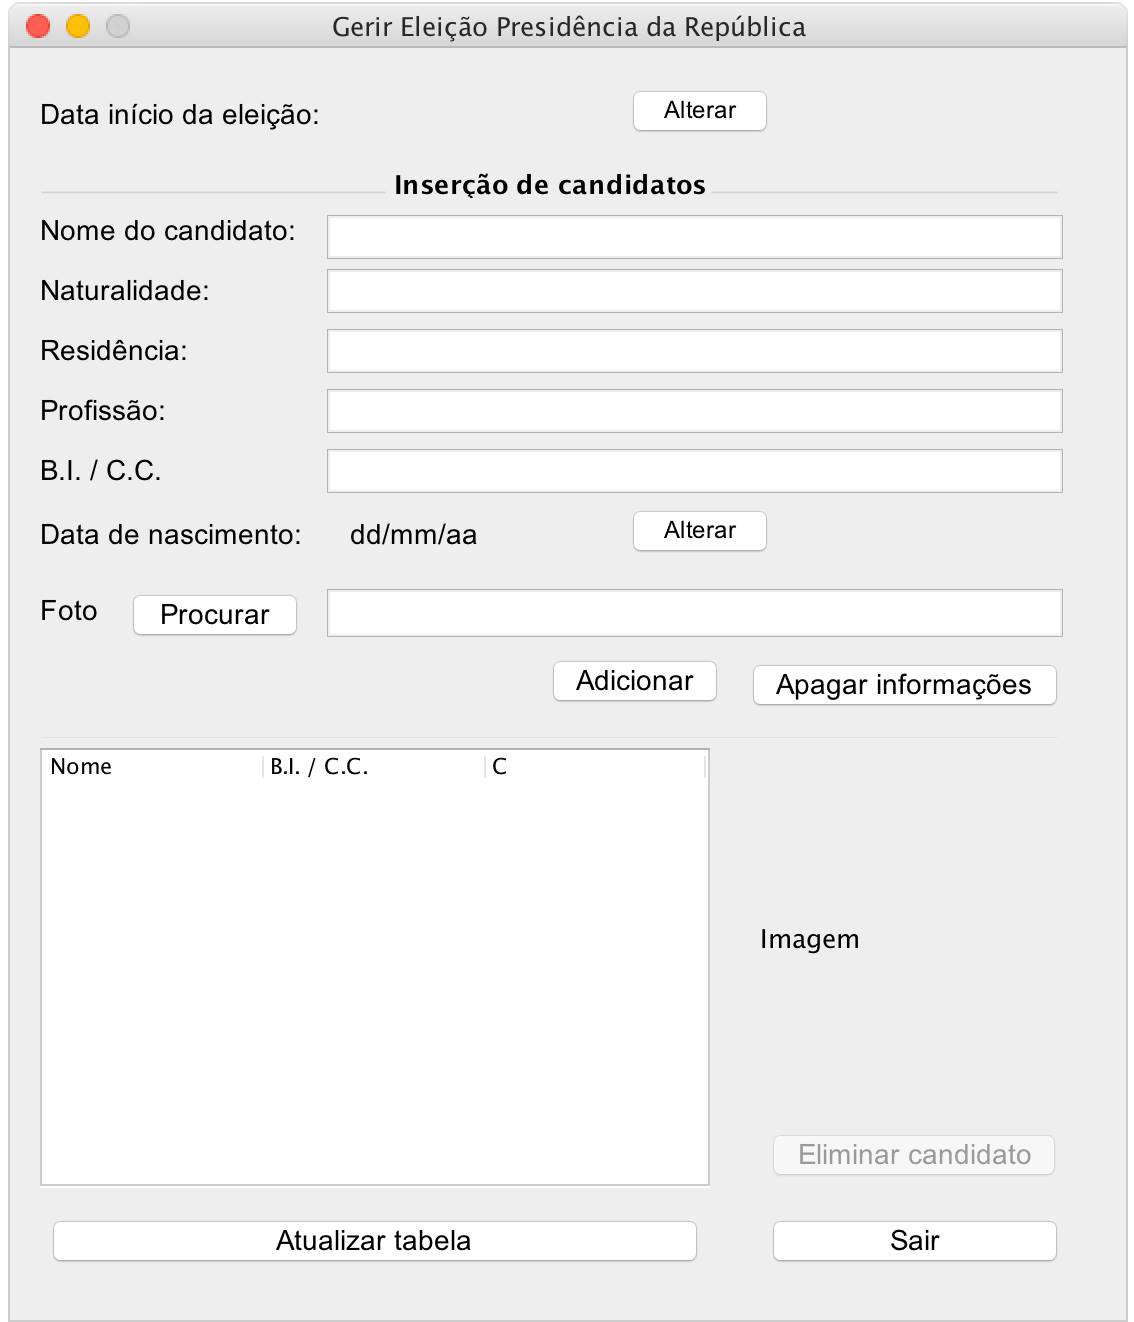 Gerir Eleição Presidência da República
Data início da eleição: Alterar
Inserção de candidatos
Nome do candidato:
Naturalidade:
Residência:
Profissão:
B.I. / C.C.
Data de nascimento: dd/mm/aa Alterar
Foto Procurar
Adicionar Apagar informações
Nome B.I. / C.C. C
Imagem
Eliminar candidato
Atualizar tabela Sair